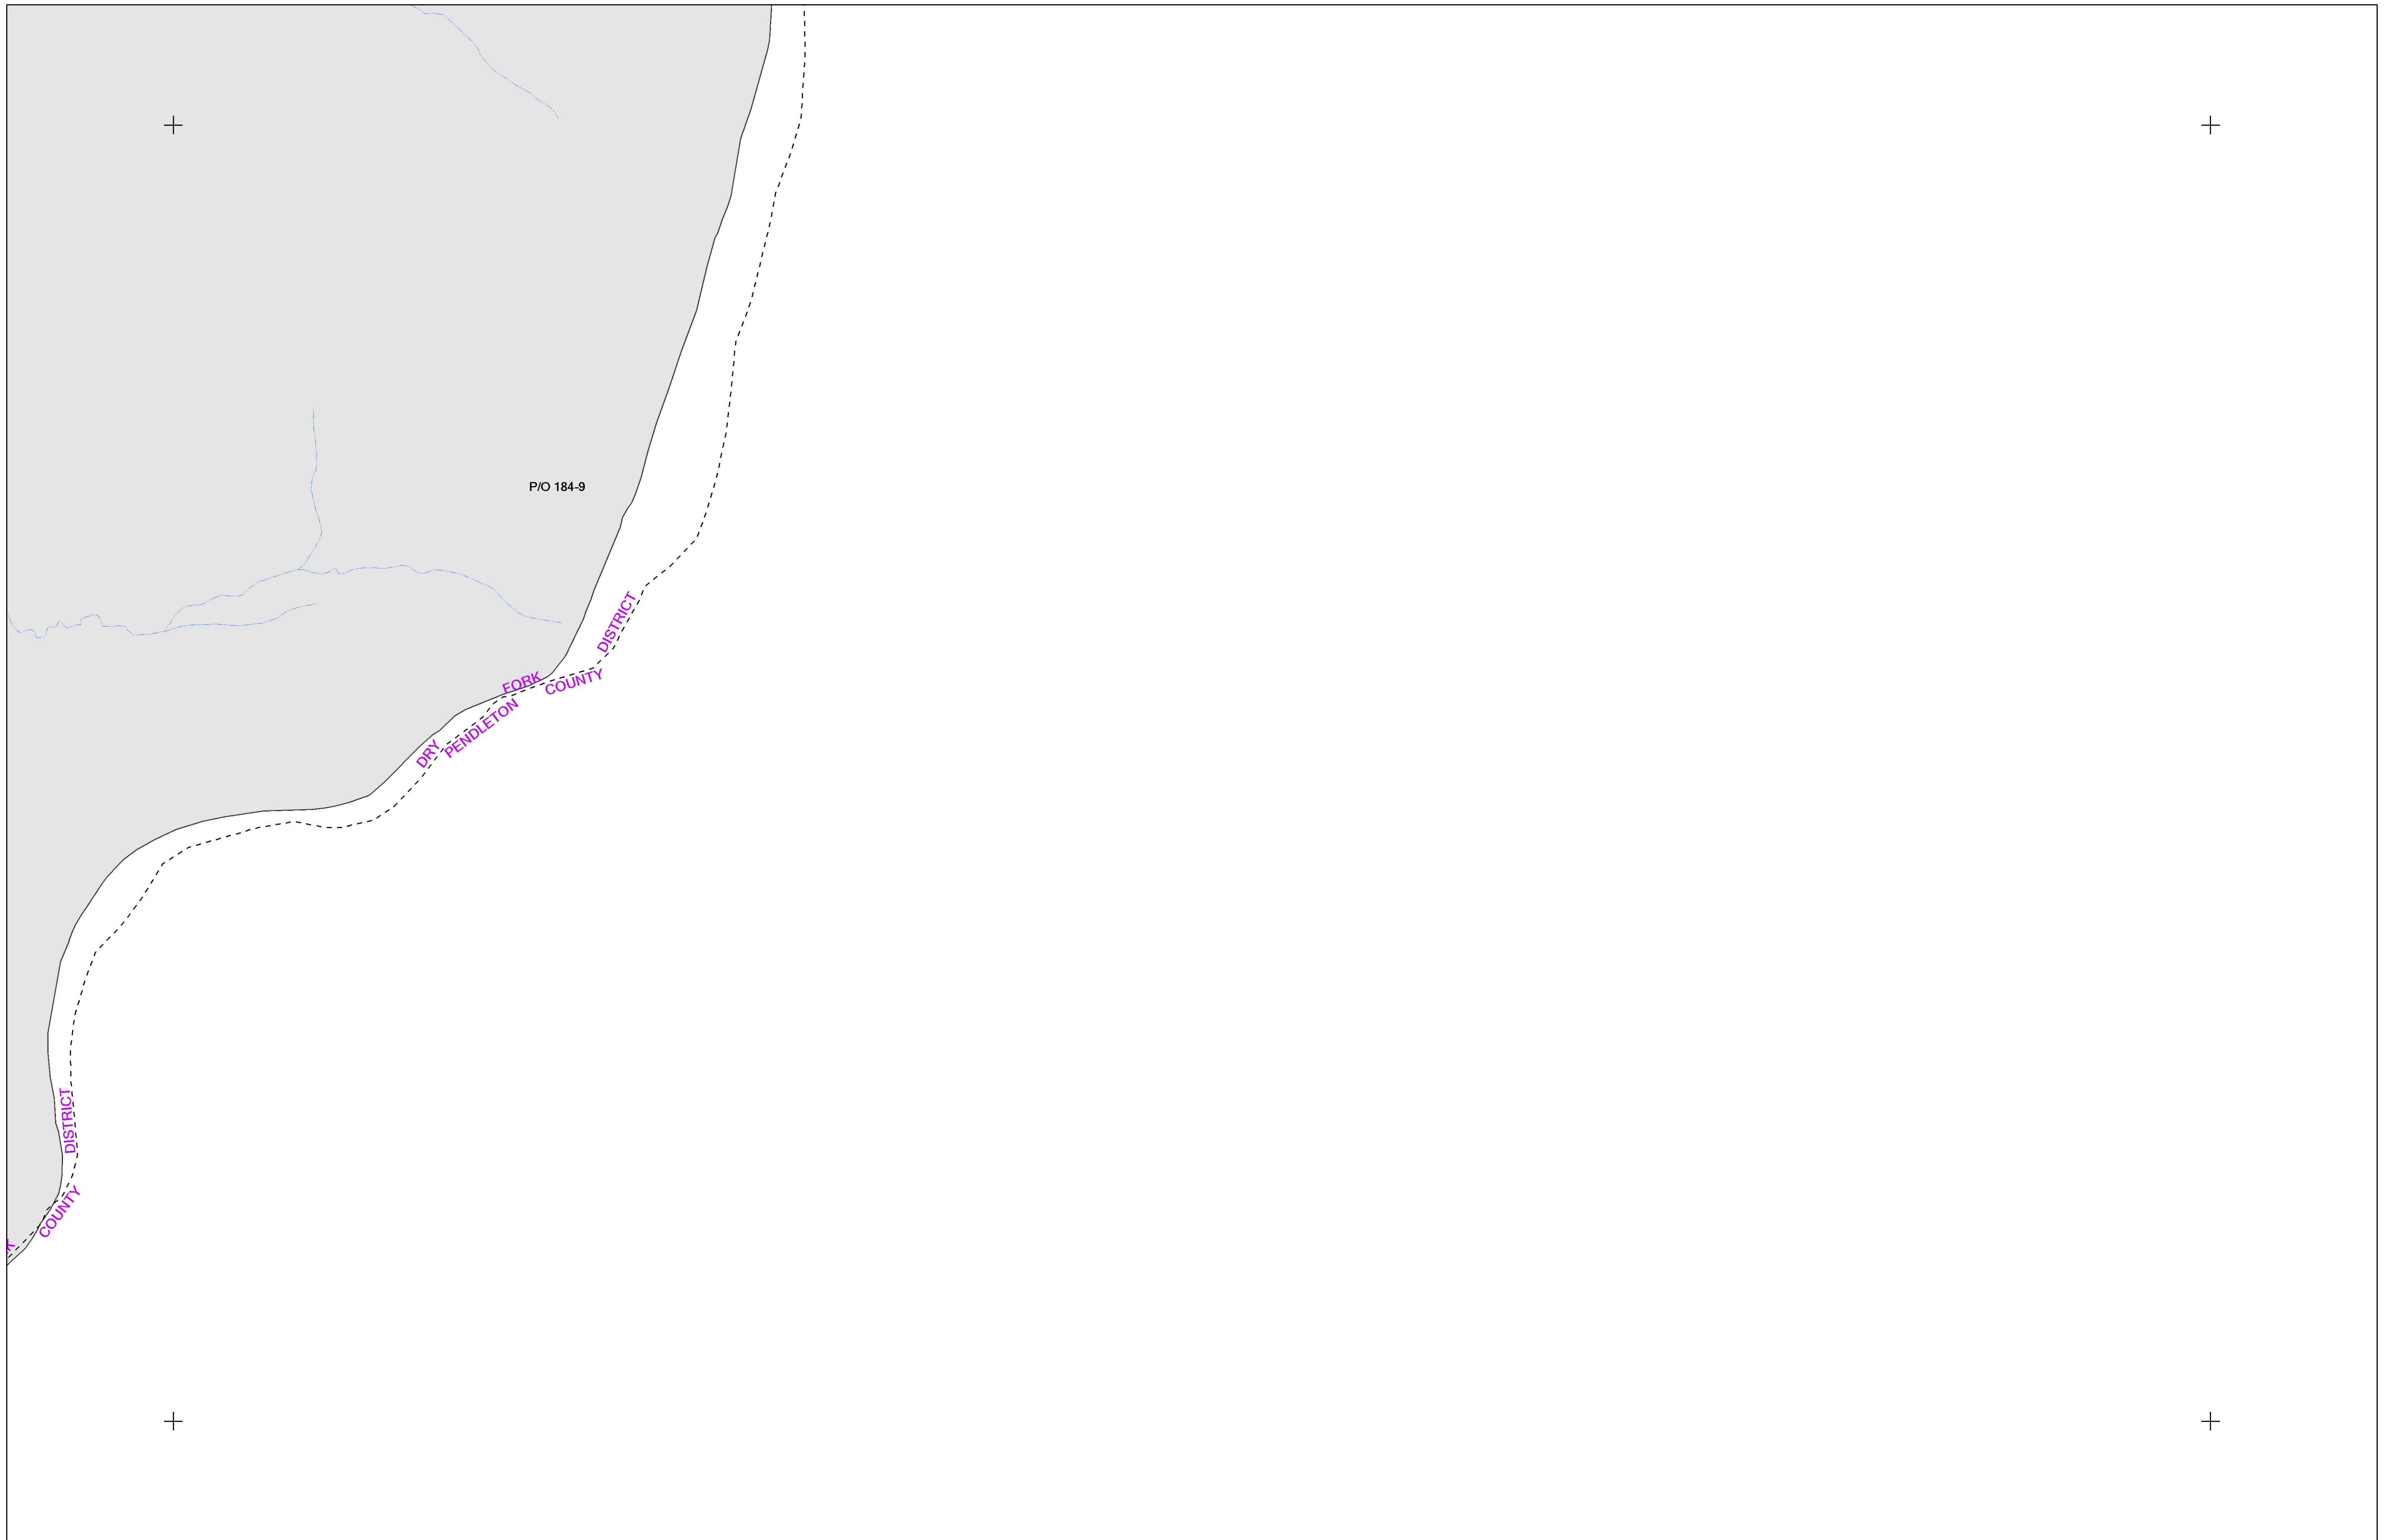 P/O 184-9
DRY FORK DISTRICT
PENDLETON COUNTY
DISTRICT
COUNTY
K